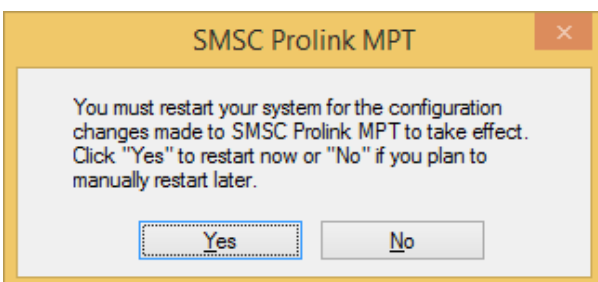 SMSC Prolink MPT
You must restart your system for the configuration
changes made to SMSC Prolink MPT to take effect.
Click "Yes" to restart now or "No" if you plan to
manually restart later.
Yes
No